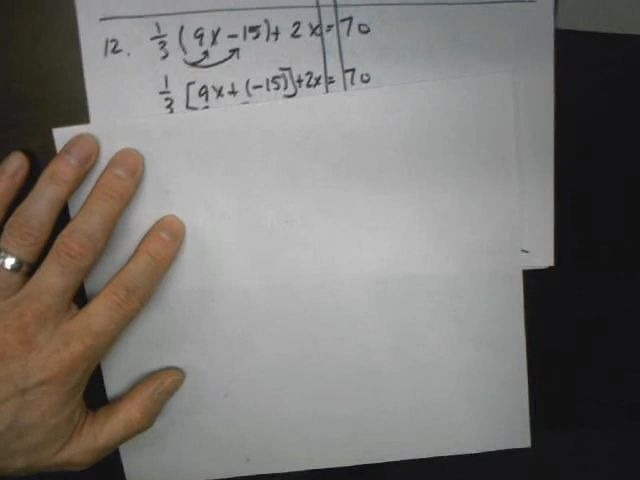 12. 1/3 (9x - 15) + 2x = 70
1/3 [9x + (-15)] + 2x = 70